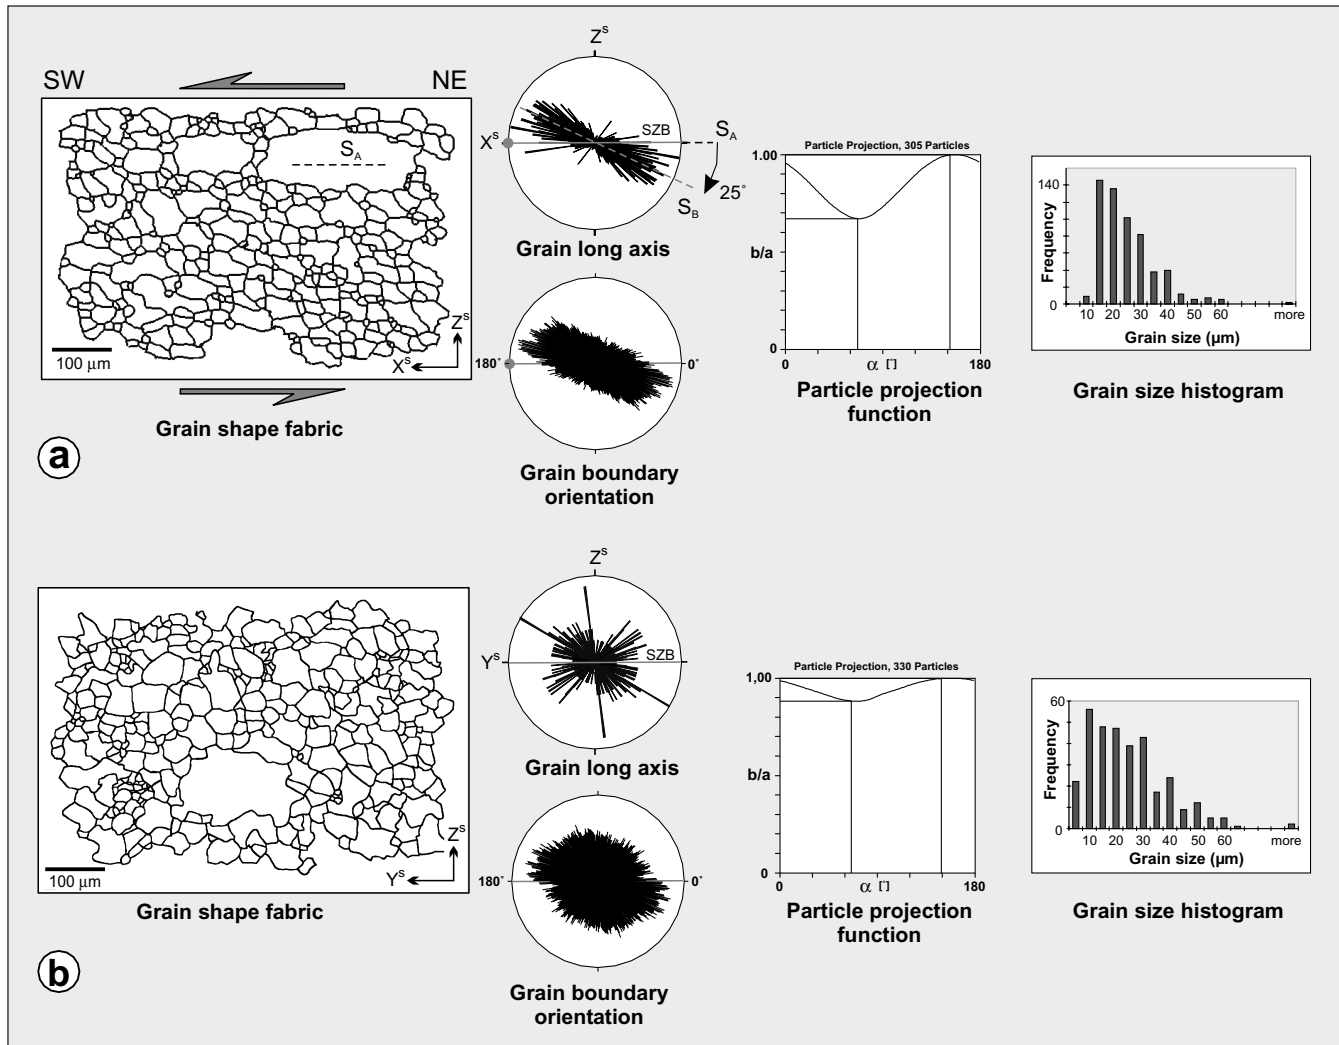 SW
NE
S_A
100 µm
Z^S
X^S
Grain shape fabric
a
Z^S
X^S
SZB
S_A
25°
S_B
Grain long axis
180°
0°
Grain boundary
orientation
Particle Projection, 305 Particles
1.00
b/a
0
0
α [°]
180
Particle projection
function
140
Frequency
0
10 20 30 40 50 60 more
Grain size (µm)
Grain size histogram
100 µm
Z^S
Y^S
Grain shape fabric
b
Z^S
Y^S
SZB
Grain long axis
180°
0°
Grain boundary
orientation
Particle Projection, 330 Particles
1,00
b/a
0
0
α [°]
180
Particle projection
function
60
Frequency
0
10 20 30 40 50 60 more
Grain size (µm)
Grain size histogram